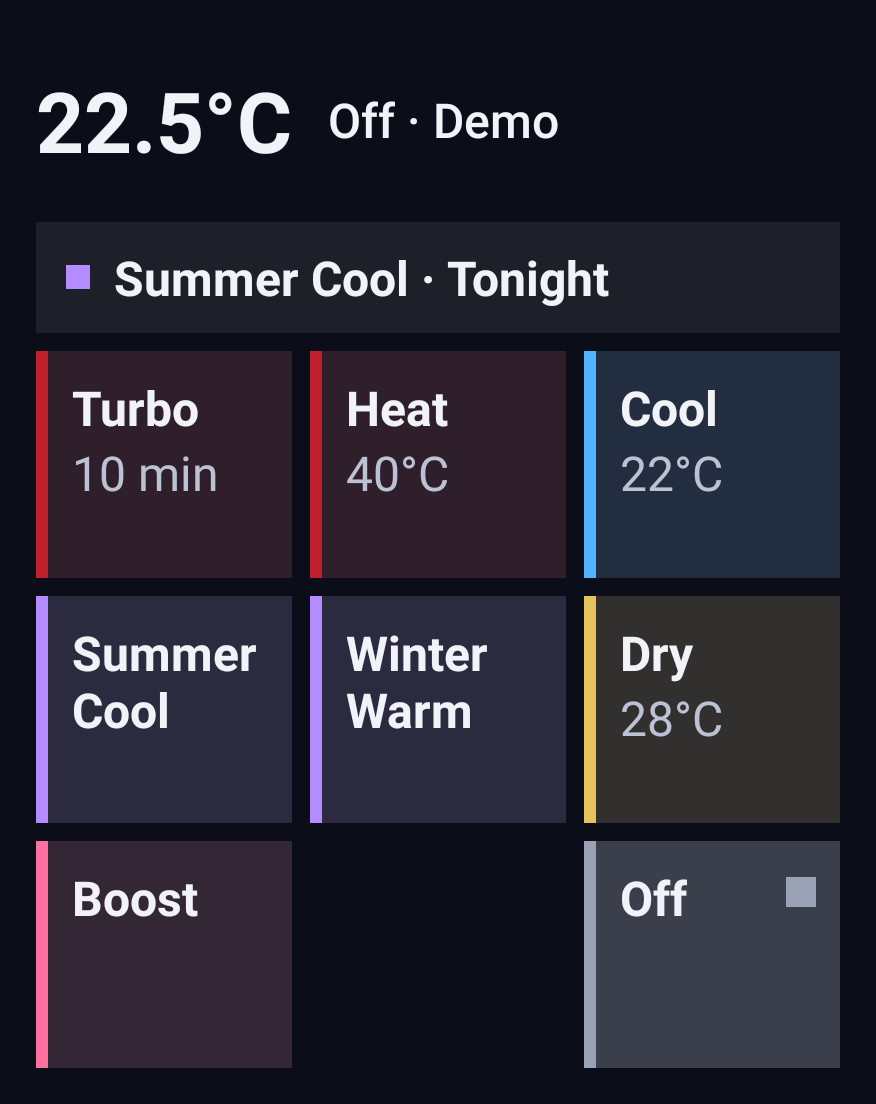 22.5°C Off · Demo
Summer Cool · Tonight
Turbo
10 min
Heat
40°C
Cool
22°C
Summer
Cool
Winter
Warm
Dry
28°C
Boost
Off